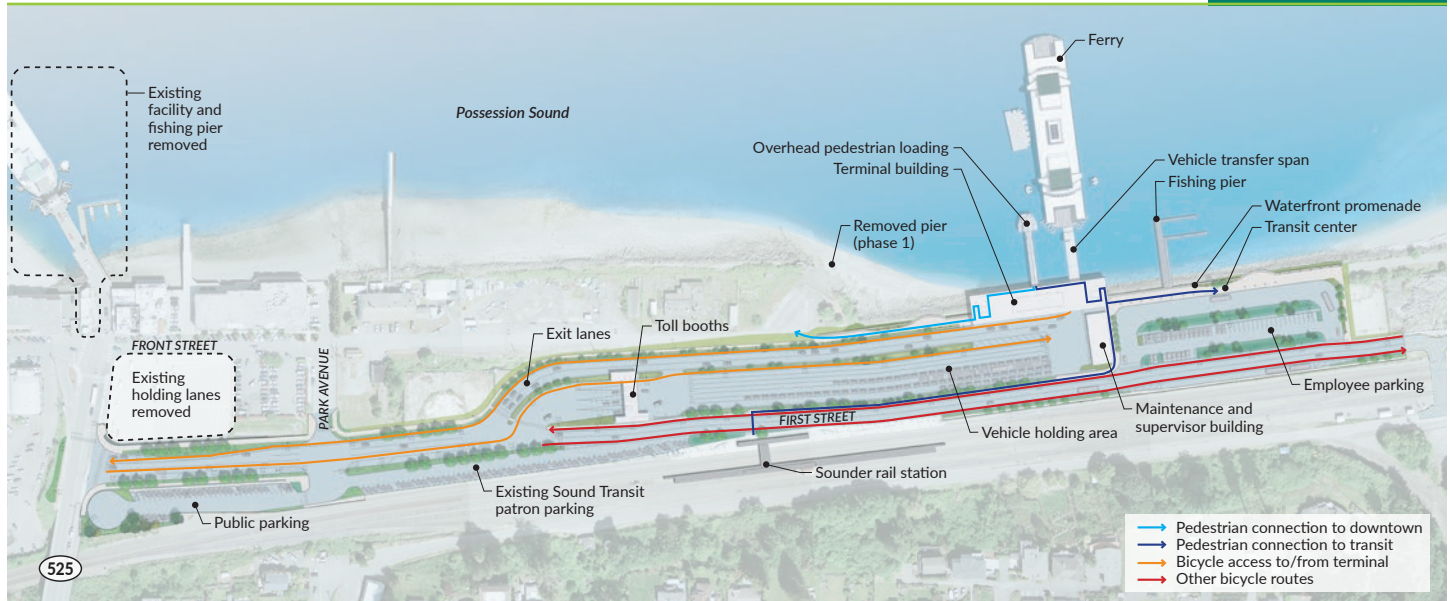 Ferry
Existing
facility and
fishing pier
removed
Possession Sound
Overhead pedestrian loading
Terminal building
Vehicle transfer span
Fishing pier
Waterfront promenade
Transit center
Removed pier
(phase 1)
Exit lanes
Toll booths
FRONT STREET
Existing
holding lanes
removed
PARK AVENUE
FIRST STREET
Employee parking
Maintenance and
supervisor building
Vehicle holding area
Sounder rail station
Existing Sound Transit
patron parking
Public parking
525
Pedestrian connection to downtown
Pedestrian connection to transit
Bicycle access to/from terminal
Other bicycle routes